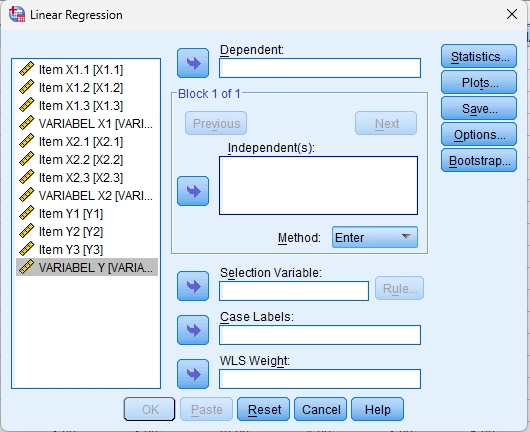 Linear Regression
Item X1.1 [X1.1]
Item X1.2 [X1.2]
Item X1.3 [X1.3]
VARIABEL X1 [VARI...
Item X2.1 [X2.1]
Item X2.2 [X2.2]
Item X2.3 [X2.3]
VARIABEL X2 [VARI...
Item Y1 [Y1]
Item Y2 [Y2]
Item Y3 [Y3]
VARIABEL Y [VARIA...
Dependent:
Block 1 of 1
Previous
Next
Independent(s):
Method:
Enter
Selection Variable:
Rule...
Case Labels:
WLS Weight:
Statistics...
Plots...
Save...
Options...
Bootstrap...
OK
Paste
Reset
Cancel
Help